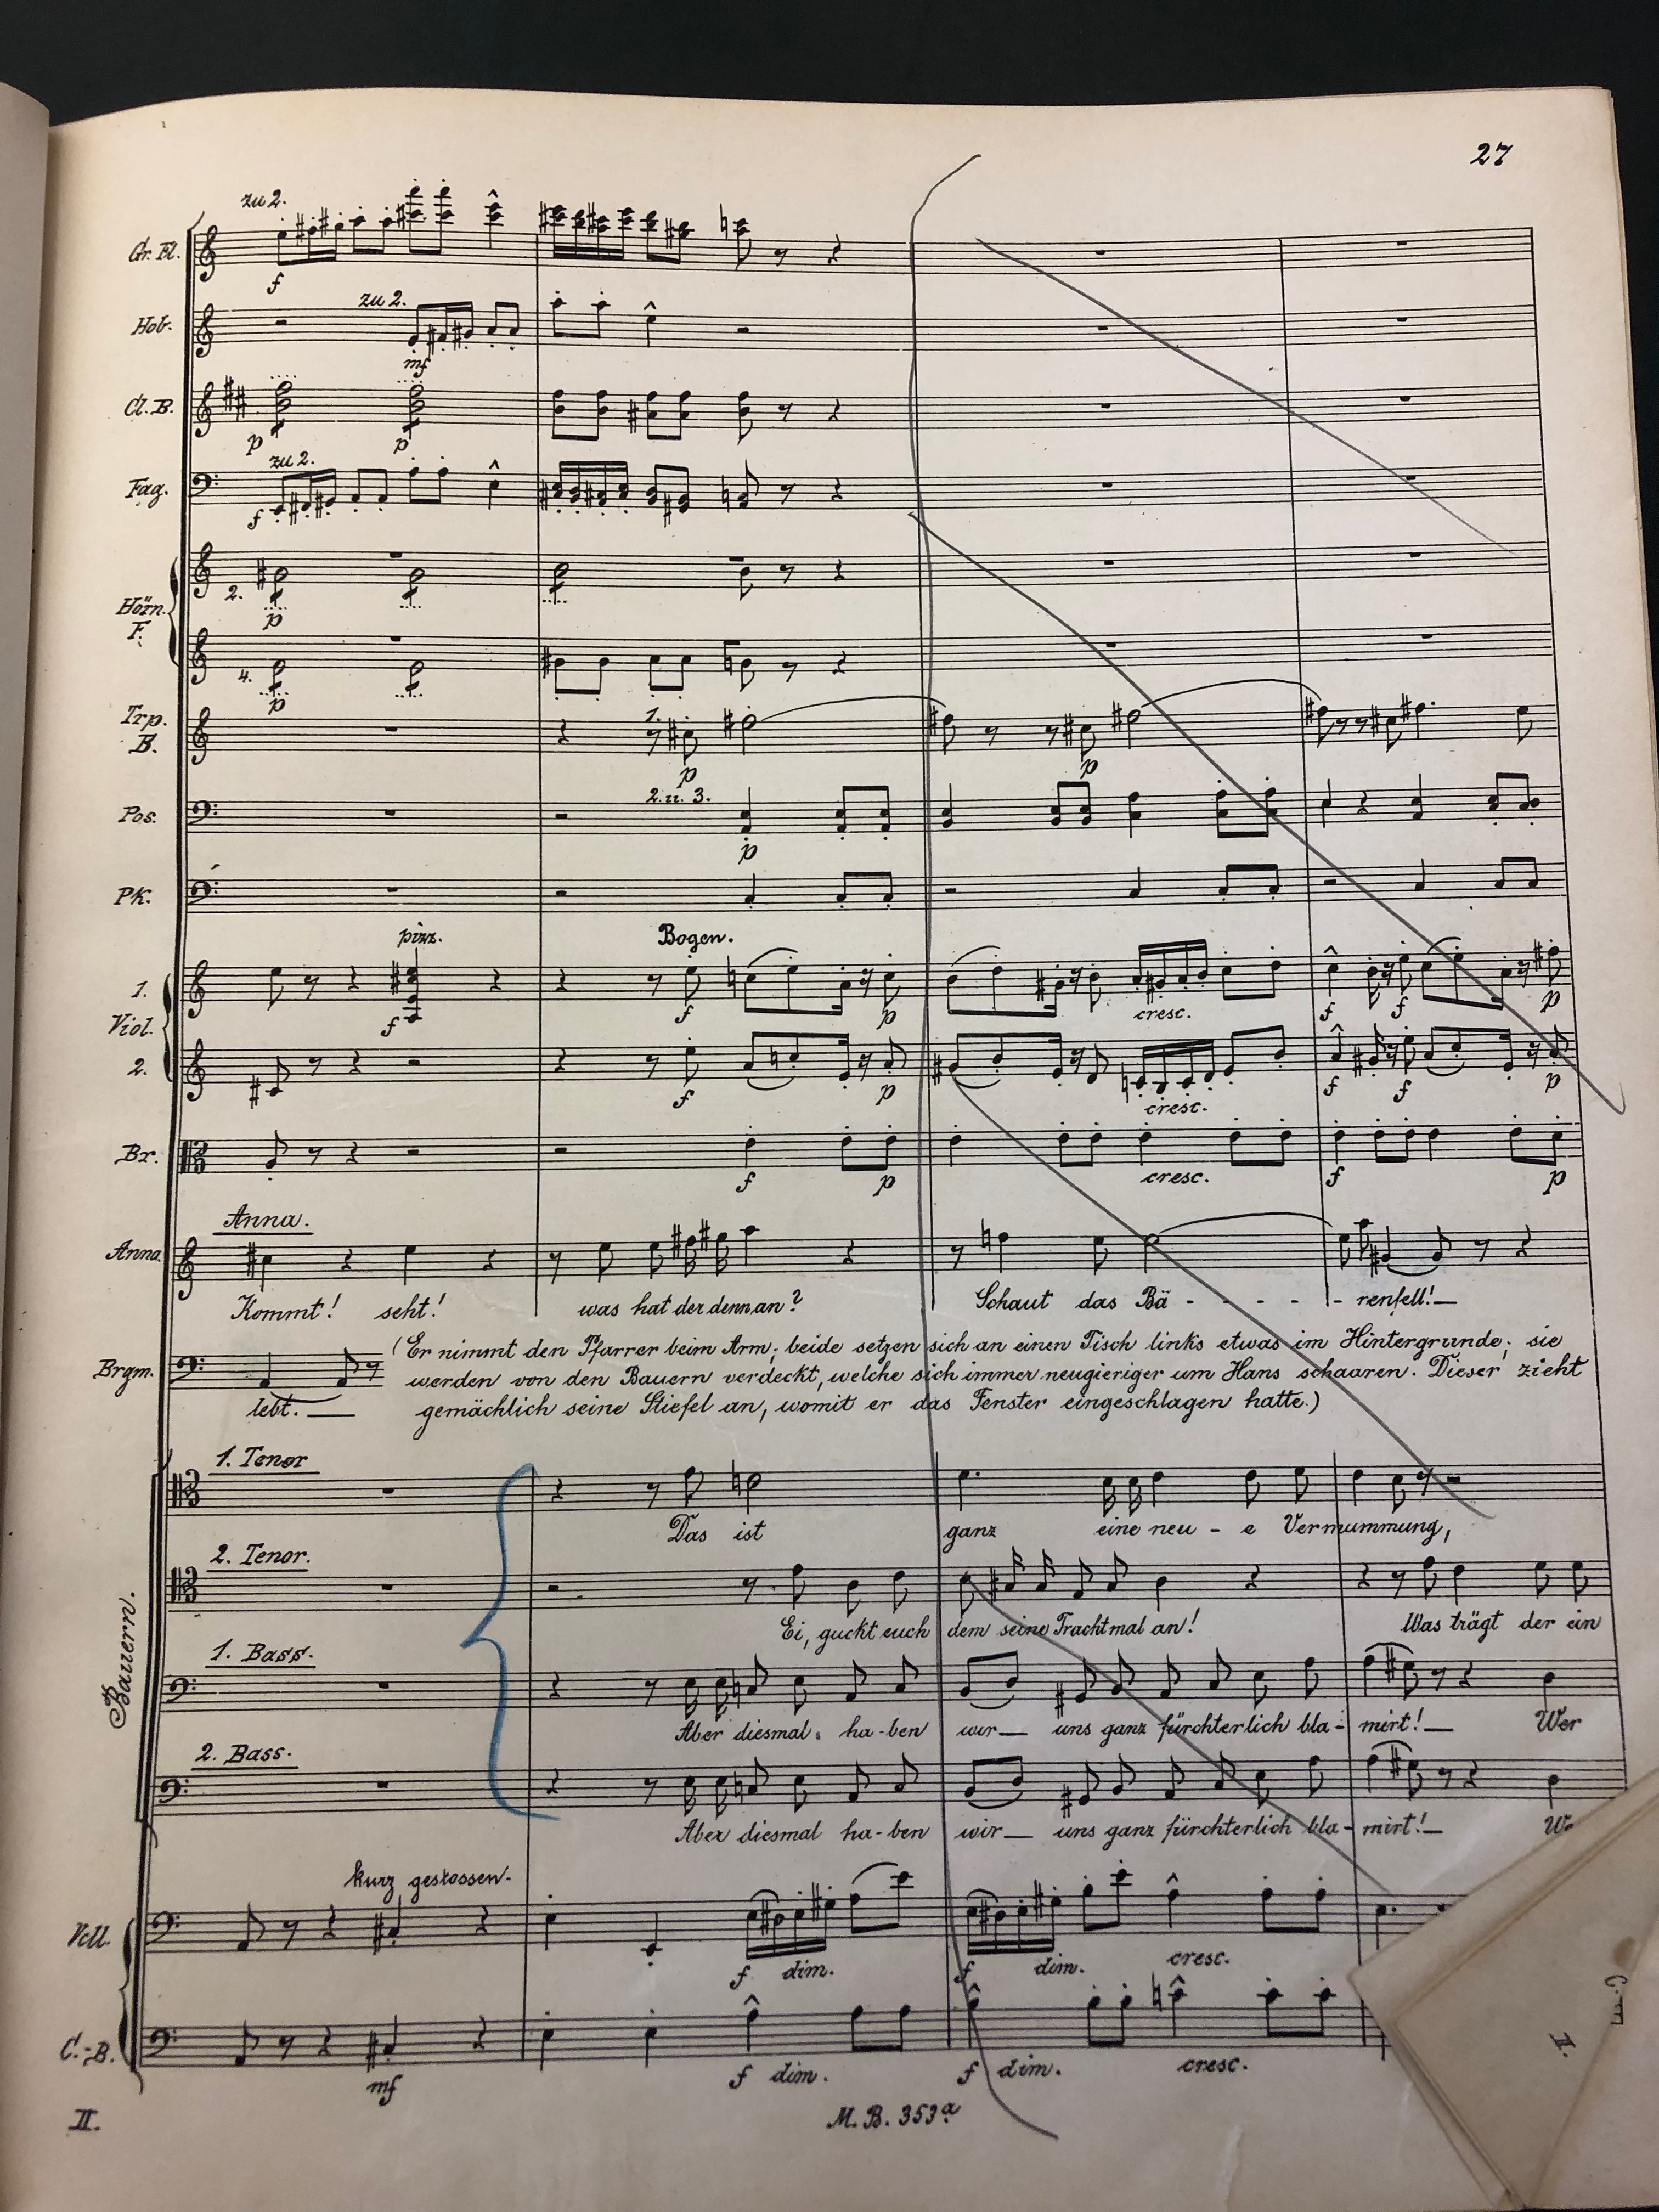 27
zu 2.
Gr. Fl.
f
zu 2.
Hob.
mf
Cl. B.
p p
zu 2.
Fag.
f
Hörn. F.
2.
p
4.
p
Trp. B.
1.
p p
2. u. 3.
Pos.
p
Pk.
pizz. Bogen.
1.
f f p cresc. f f p
Viol.
2.
f p cresc. f f p
Br.
f p cresc. f p
Anna.
Anna.
Kommt! seht! was hat der denn an? Schaut das Bä - - - - - renfell!—
Brgm.
(Er nimmt den Pfarrer beim Arm; beide setzen sich an einen Tisch links etwas im Hintergrunde; sie
werden von den Bauern verdeckt, welche sich immer neugieriger um Hans schaaren. Dieser zieht
lebt. — gemächlich seine Stiefel an, womit er das Fenster eingeschlagen hatte.)
Bauern.
1. Tenor
Das ist ganz eine neu - e Vermummung,
2. Tenor.
Ei, guckt euch dem seine Tracht mal an! Was trägt der ein
1. Bass.
Aber diesmal ha-ben wir— uns ganz fürchterlich bla - mirt!— Wer
2. Bass.
Aber diesmal ha-ben wir— uns ganz fürchterlich bla - mirt!—
kurz gestossen.
Vcll.
f dim. f dim. cresc.
C.-B.
mf f dim. f dim. cresc.
II.
M. B. 353a
I.